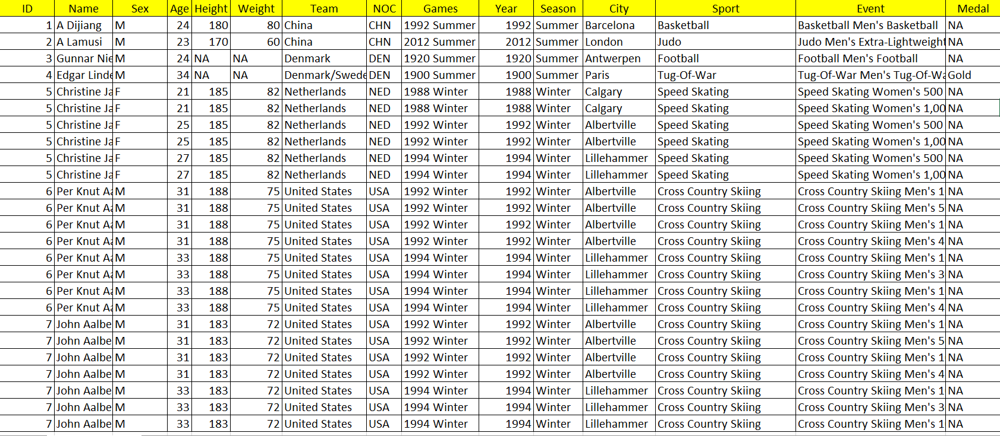 ID Name Sex Age Height Weight Team NOC Games Year Season City Sport Event Medal
1 A Dijiang M 24 180 80 China CHN 1992 Summer 1992 Summer Barcelona Basketball Basketball Men's Basketball NA
2 A Lamusi M 23 170 60 China CHN 2012 Summer 2012 Summer London Judo Judo Men's Extra-Lightweight NA
3 Gunnar Nie M 24 NA NA Denmark DEN 1920 Summer 1920 Summer Antwerpen Football Football Men's Football NA
4 Edgar Linde M 34 NA NA Denmark/Swede DEN 1900 Summer 1900 Summer Paris Tug-Of-War Tug-Of-War Men's Tug-Of-Wa Gold
5 Christine Ja F 21 185 82 Netherlands NED 1988 Winter 1988 Winter Calgary Speed Skating Speed Skating Women's 500 NA
5 Christine Ja F 21 185 82 Netherlands NED 1988 Winter 1988 Winter Calgary Speed Skating Speed Skating Women's 1,00 NA
5 Christine Ja F 25 185 82 Netherlands NED 1992 Winter 1992 Winter Albertville Speed Skating Speed Skating Women's 500 NA
5 Christine Ja F 25 185 82 Netherlands NED 1992 Winter 1992 Winter Albertville Speed Skating Speed Skating Women's 1,00 NA
5 Christine Ja F 27 185 82 Netherlands NED 1994 Winter 1994 Winter Lillehammer Speed Skating Speed Skating Women's 500 NA
5 Christine Ja F 27 185 82 Netherlands NED 1994 Winter 1994 Winter Lillehammer Speed Skating Speed Skating Women's 1,00 NA
6 Per Knut Aa M 31 188 75 United States USA 1992 Winter 1992 Winter Albertville Cross Country Skiing Cross Country Skiing Men's 1 NA
6 Per Knut Aa M 31 188 75 United States USA 1992 Winter 1992 Winter Albertville Cross Country Skiing Cross Country Skiing Men's 5 NA
6 Per Knut Aa M 31 188 75 United States USA 1992 Winter 1992 Winter Albertville Cross Country Skiing Cross Country Skiing Men's 1 NA
6 Per Knut Aa M 31 188 75 United States USA 1992 Winter 1992 Winter Albertville Cross Country Skiing Cross Country Skiing Men's 4 NA
6 Per Knut Aa M 33 188 75 United States USA 1994 Winter 1994 Winter Lillehammer Cross Country Skiing Cross Country Skiing Men's 1 NA
6 Per Knut Aa M 33 188 75 United States USA 1994 Winter 1994 Winter Lillehammer Cross Country Skiing Cross Country Skiing Men's 3 NA
6 Per Knut Aa M 33 188 75 United States USA 1994 Winter 1994 Winter Lillehammer Cross Country Skiing Cross Country Skiing Men's 1 NA
6 Per Knut Aa M 33 188 75 United States USA 1994 Winter 1994 Winter Lillehammer Cross Country Skiing Cross Country Skiing Men's 4 NA
7 John Aalbe M 31 183 72 United States USA 1992 Winter 1992 Winter Albertville Cross Country Skiing Cross Country Skiing Men's 1 NA
7 John Aalbe M 31 183 72 United States USA 1992 Winter 1992 Winter Albertville Cross Country Skiing Cross Country Skiing Men's 5 NA
7 John Aalbe M 31 183 72 United States USA 1992 Winter 1992 Winter Albertville Cross Country Skiing Cross Country Skiing Men's 1 NA
7 John Aalbe M 31 183 72 United States USA 1992 Winter 1992 Winter Albertville Cross Country Skiing Cross Country Skiing Men's 4 NA
7 John Aalbe M 33 183 72 United States USA 1994 Winter 1994 Winter Lillehammer Cross Country Skiing Cross Country Skiing Men's 1 NA
7 John Aalbe M 33 183 72 United States USA 1994 Winter 1994 Winter Lillehammer Cross Country Skiing Cross Country Skiing Men's 3 NA
7 John Aalbe M 33 183 72 United States USA 1994 Winter 1994 Winter Lillehammer Cross Country Skiing Cross Country Skiing Men's 1 NA